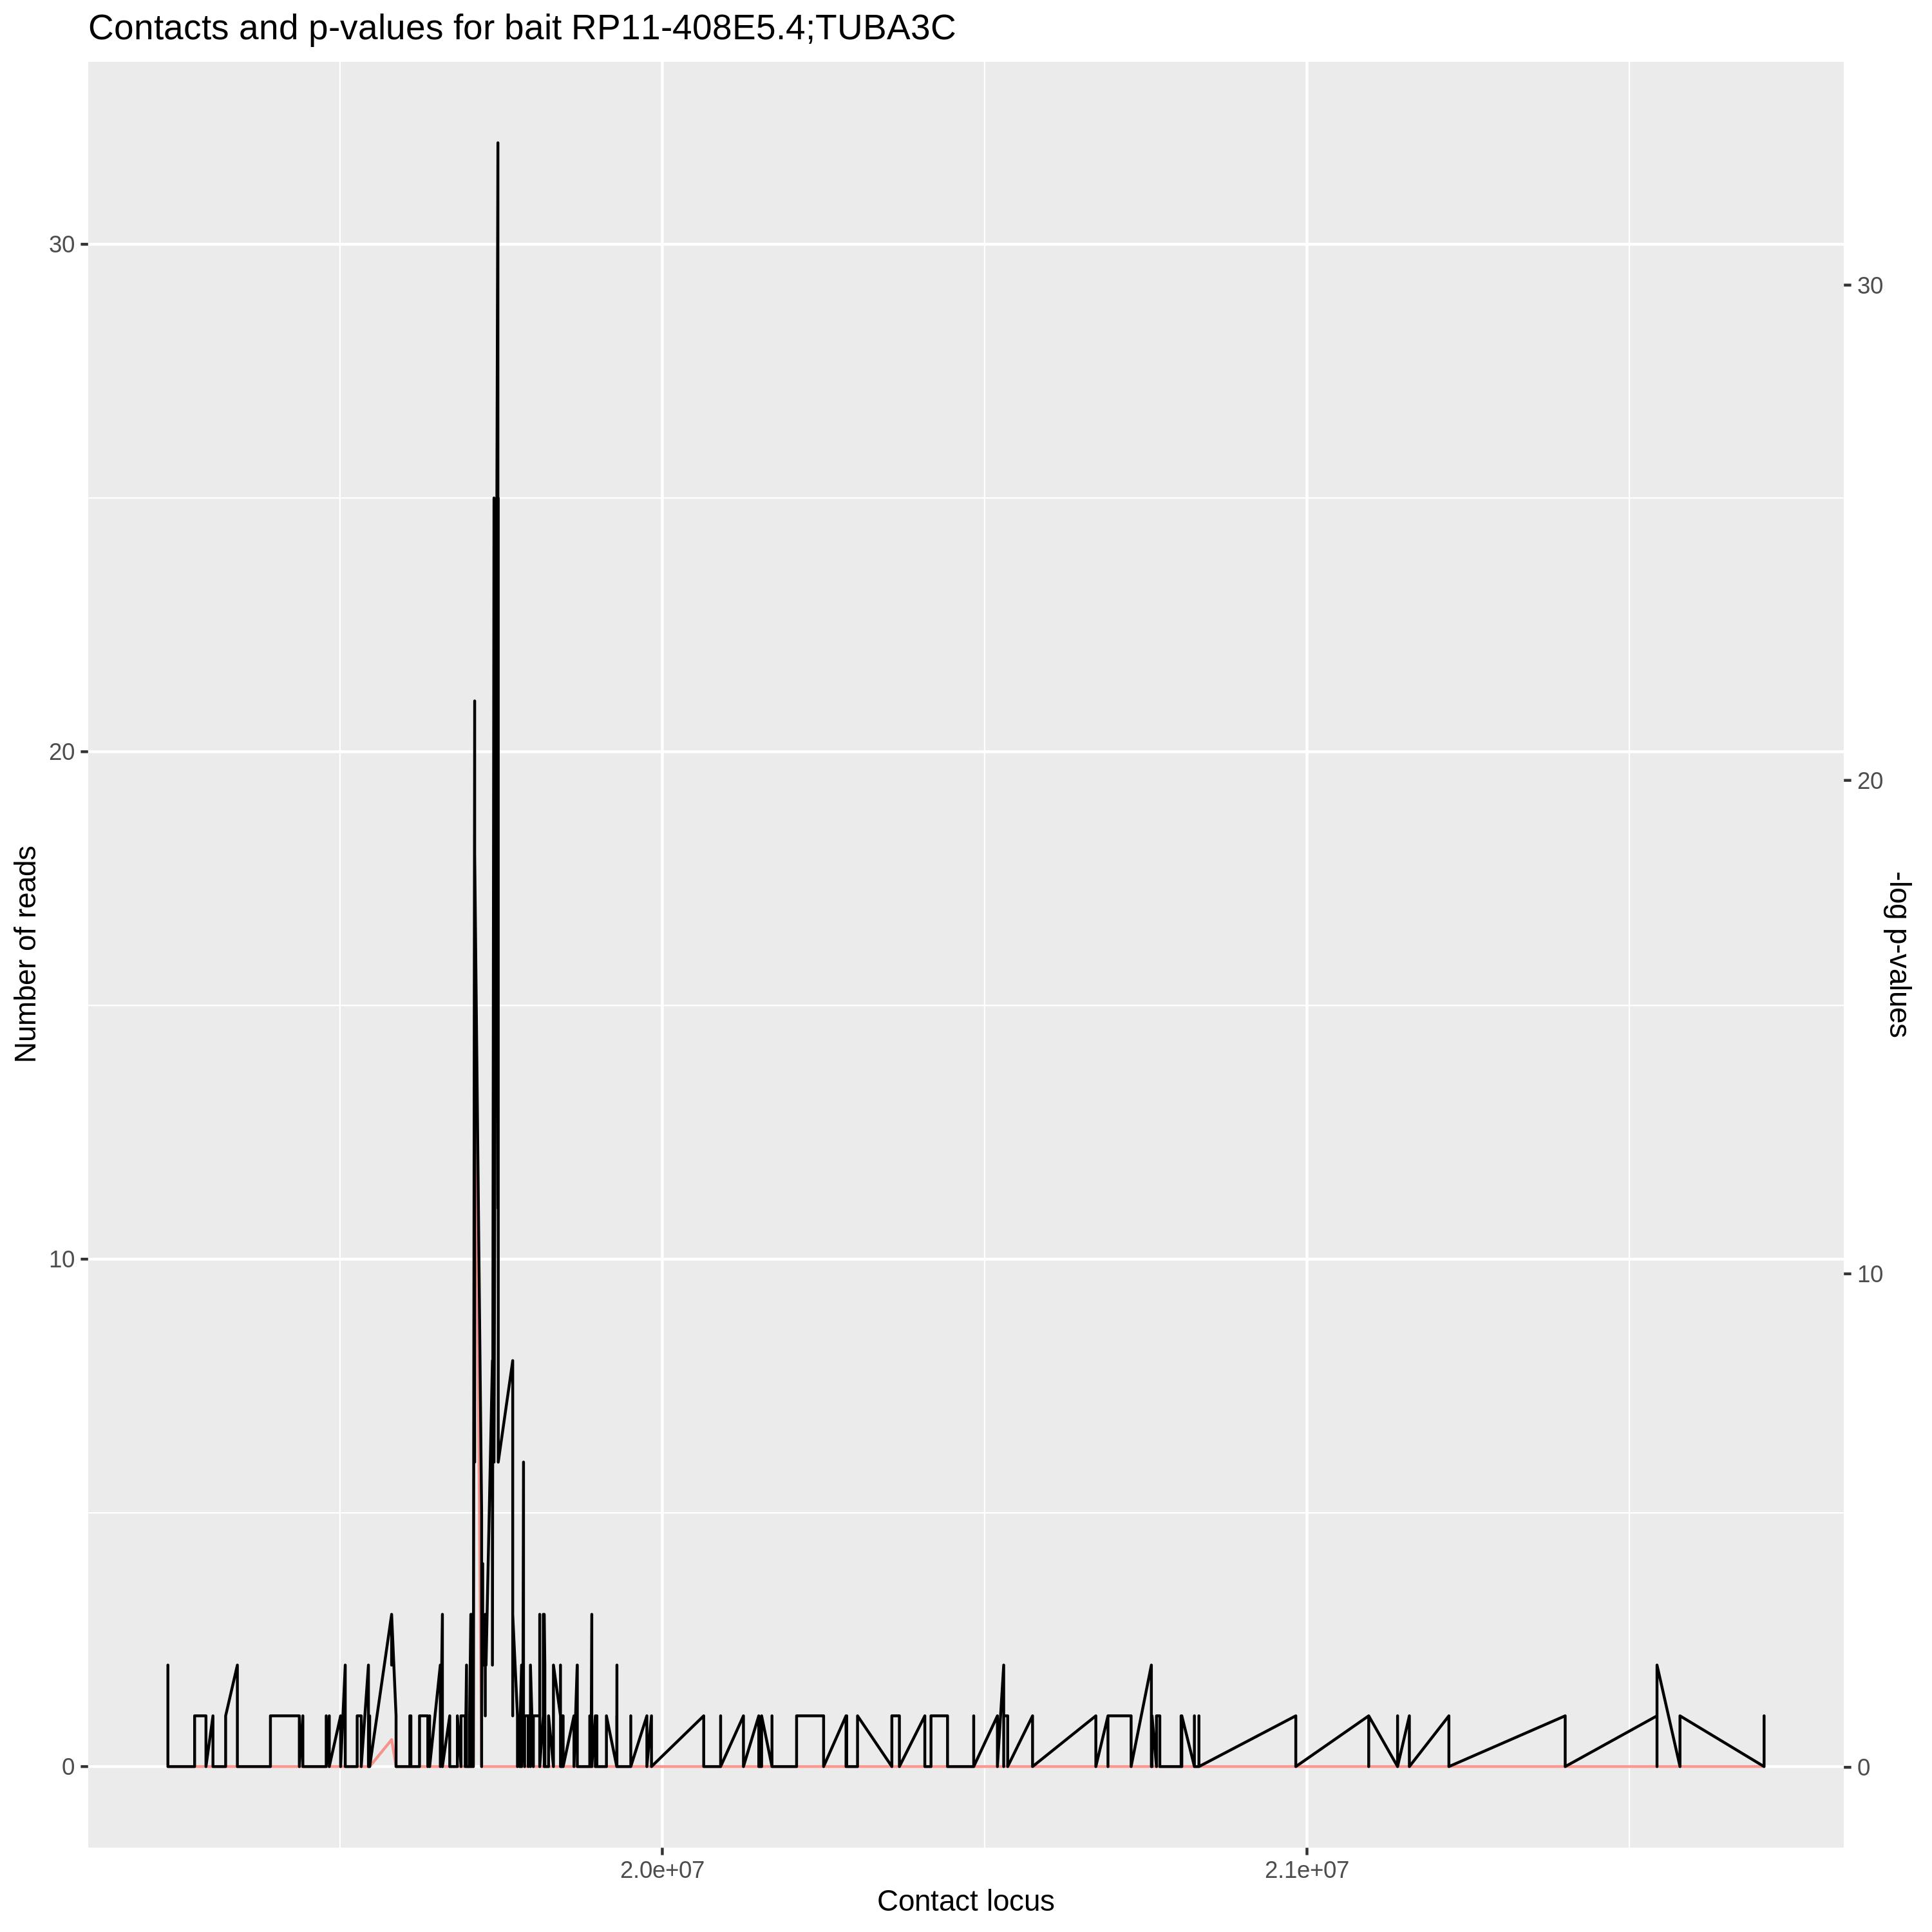 Contacts and p-values for bait RP11-408E5.4;TUBA3C
30
20
10
0
Number of reads
30
20
10
0
-log p-values
2.0e+07
2.1e+07
Contact locus